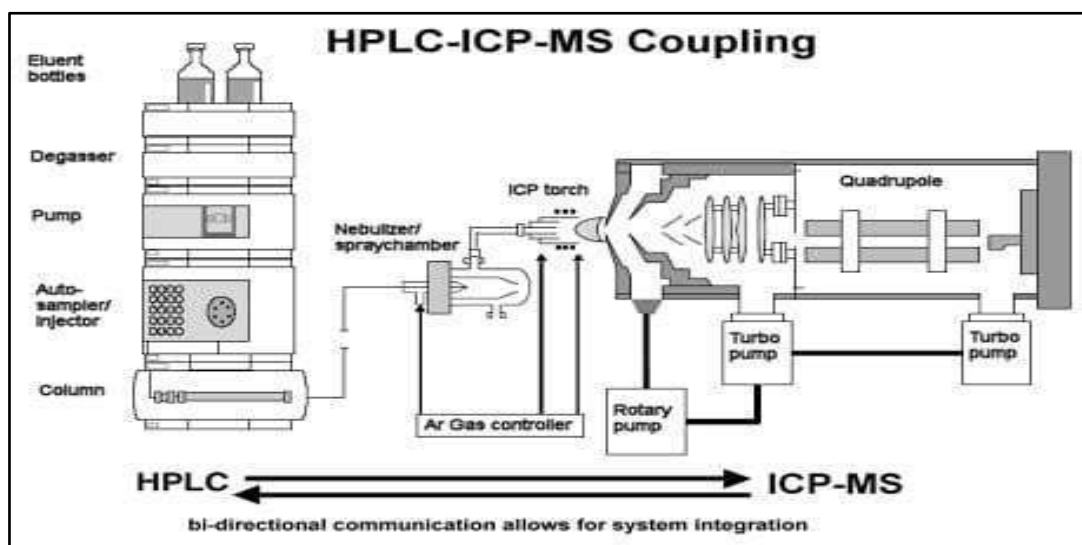 HPLC-ICP-MS Coupling
Eluent
bottles
Degasser
Pump
Auto-
sampler/
injector
Column
Nebulizer/
spraychamber
ICP torch
Quadrupole
Ar Gas controller
Rotary
pump
Turbo
pump
Turbo
pump
HPLC
ICP-MS
bi-directional communication allows for system integration